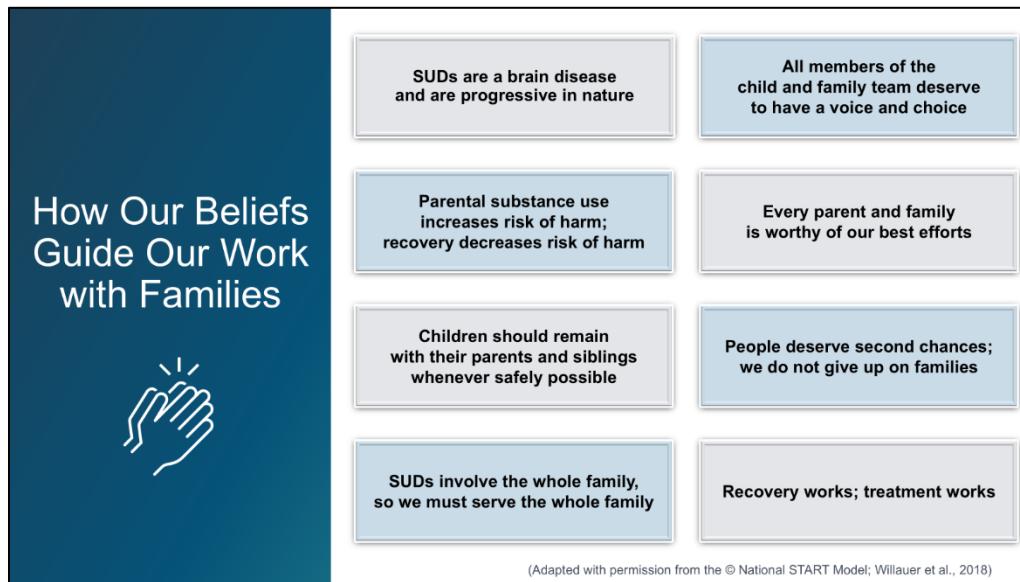 How Our Beliefs
Guide Our Work
with Families
SUDs are a brain disease
and are progressive in nature
All members of the
child and family team deserve
to have a voice and choice
Parental substance use
increases risk of harm;
recovery decreases risk of harm
Every parent and family
is worthy of our best efforts
Children should remain
with their parents and siblings
whenever safely possible
People deserve second chances;
we do not give up on families
SUDs involve the whole family,
so we must serve the whole family
Recovery works; treatment works
(Adapted with permission from the © National START Model; Willauer et al., 2018)